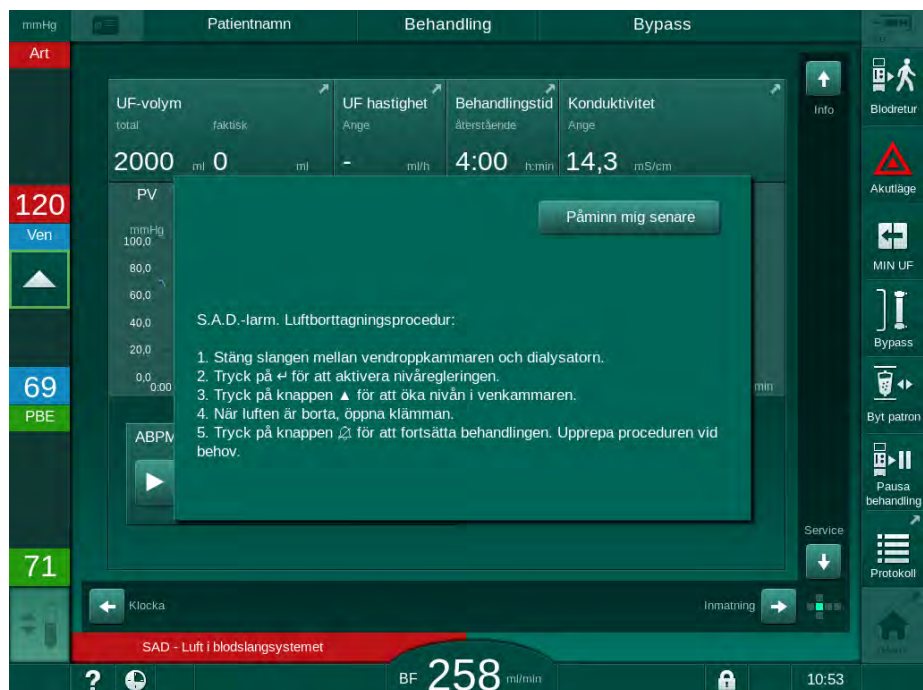 mmHg
Patientnamn
Behandling
Bypass
Art
120
Ven
69
PBE
71
UF-volym
total
faktisk
2000 ml 0 ml
UF hastighet
Ange
- ml/h
Behandlingstid
återstående
4:00 h:min
Konduktivitet
Ange
14,3 mS/cm
PV
mmHg
100,0
80,0
60,0
40,0
20,0
0,0
0:00
min
ABPM
Påminn mig senare
S.A.D.-larm. Luftborttagningsprocedur:
1. Stäng slangen mellan vendroppkammaren och dialysatorn.
2. Tryck på ↵ för att aktivera nivåregleringen.
3. Tryck på knappen ▲ för att öka nivån i venkammaren.
4. När luften är borta, öppna klämman.
5. Tryck på knappen 🔕 för att fortsätta behandlingen. Upprepa proceduren vid
behov.
Info
Service
Klocka
Inmatning
Blodretur
Akutläge
MIN UF
Bypass
Byt patron
Pausa
behandling
Protokoll
SAD - Luft i blodslangsystemet
? BF 258 ml/min 10:53